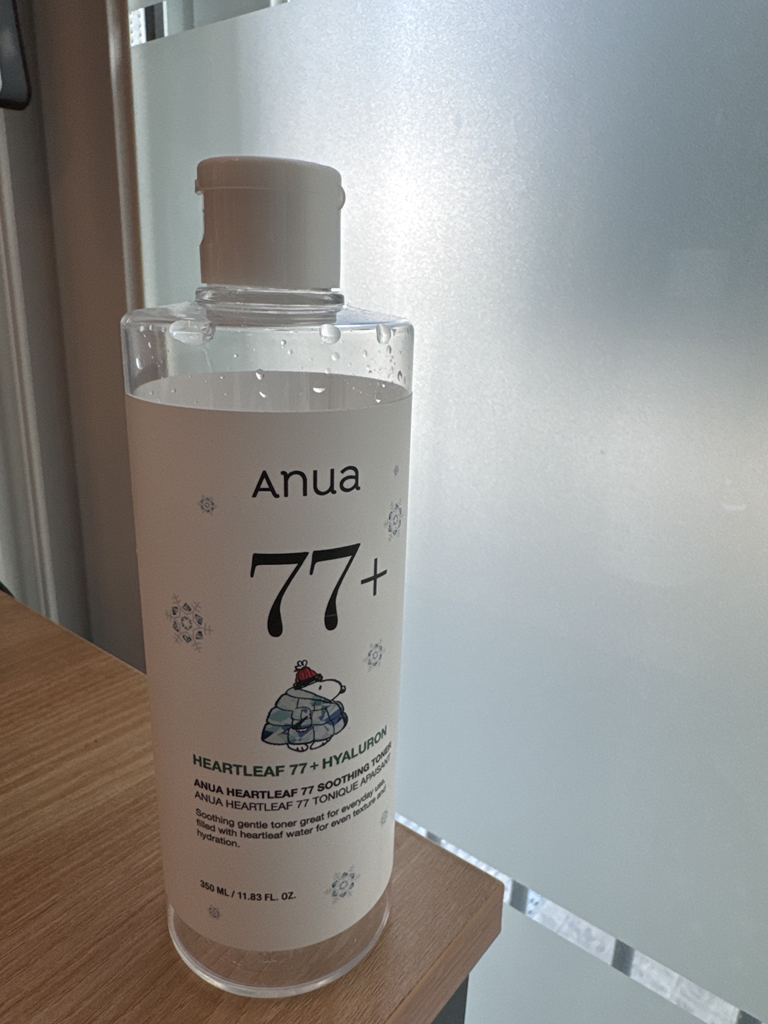 Anua
77+
HEARTLEAF 77 + HYALURON
ANUA HEARTLEAF 77 SOOTHING TONER
ANUA HEARTLEAF 77 TONIQUE APAISANT
Soothing gentle toner great for everyday use,
filled with heartleaf water for even texture and
hydration.
350 ML / 11.83 FL. OZ.